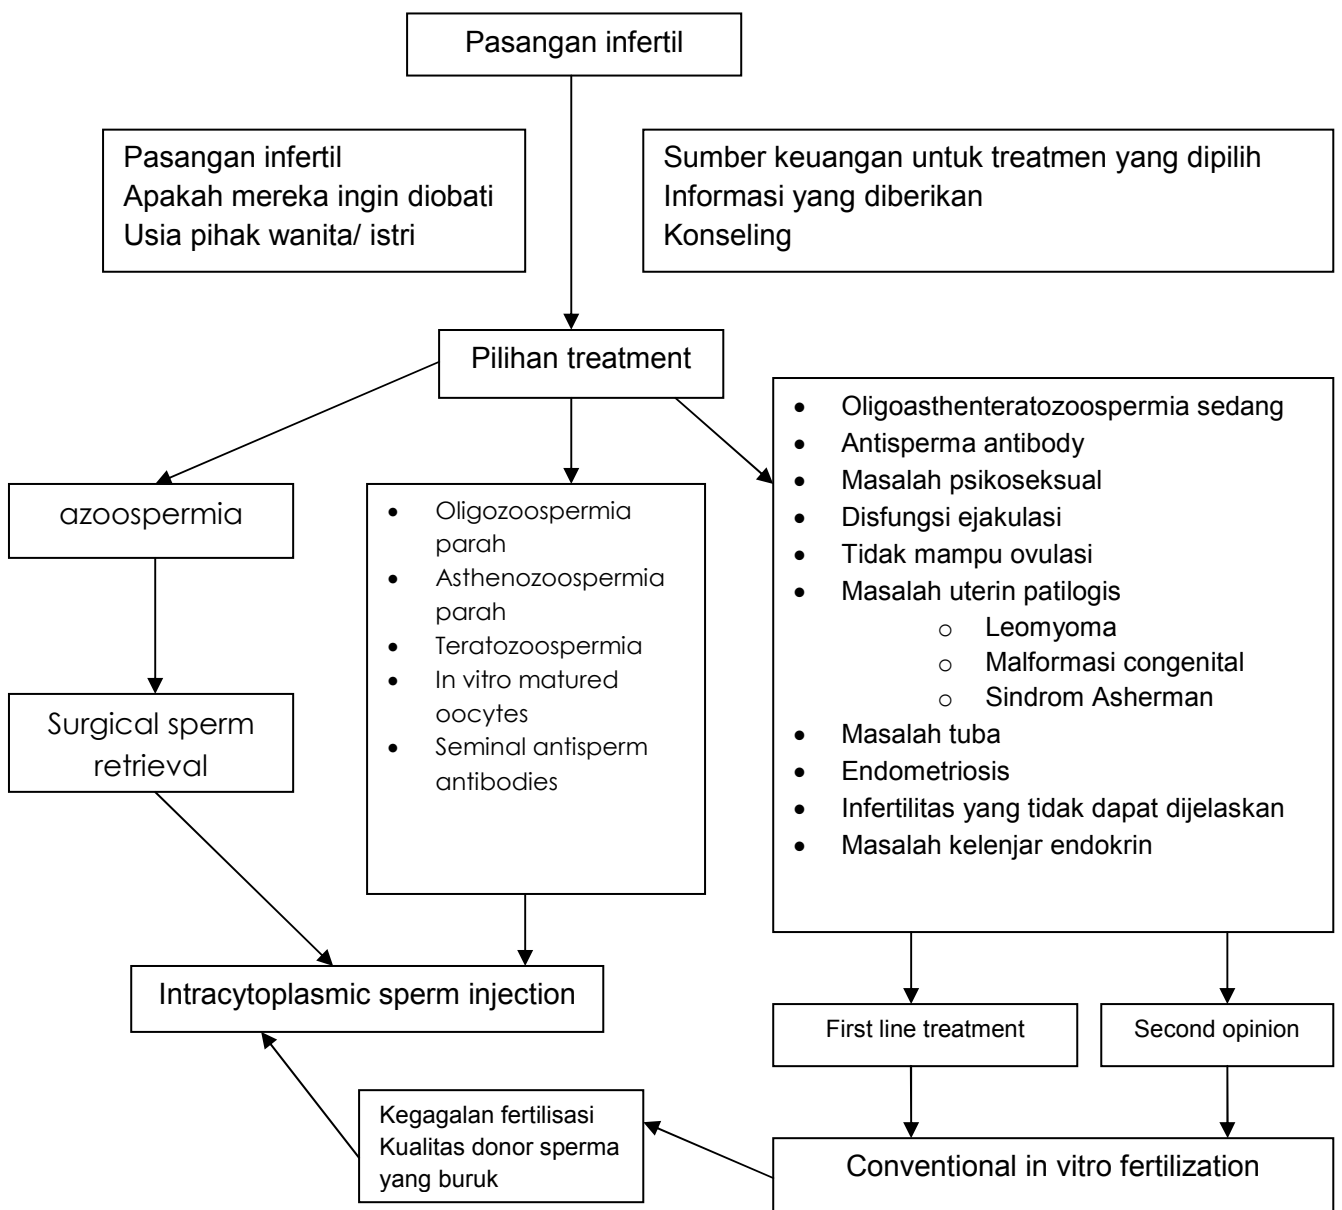 Pasangan infertil
Pasangan infertil
Apakah mereka ingin diobati
Usia pihak wanita/ istri
Sumber keuangan untuk treatmen yang dipilih
Informasi yang diberikan
Konseling
Pilihan treatment
azoospermia
Surgical sperm
retrieval
• Oligozoospermia
parah
• Asthenozoospermia
parah
• Teratozoospermia
• In vitro matured
oocytes
• Seminal antisperm
antibodies
• Oligoasthenteratozoospermia sedang
• Antisperma antibody
• Masalah psikoseksual
• Disfungsi ejakulasi
• Tidak mampu ovulasi
• Masalah uterin patilogis
o Leomyoma
o Malformasi congenital
o Sindrom Asherman
• Masalah tuba
• Endometriosis
• Infertilitas yang tidak dapat dijelaskan
• Masalah kelenjar endokrin
Intracytoplasmic sperm injection
First line treatment
Second opinion
Kegagalan fertilisasi
Kualitas donor sperma
yang buruk
Conventional in vitro fertilization